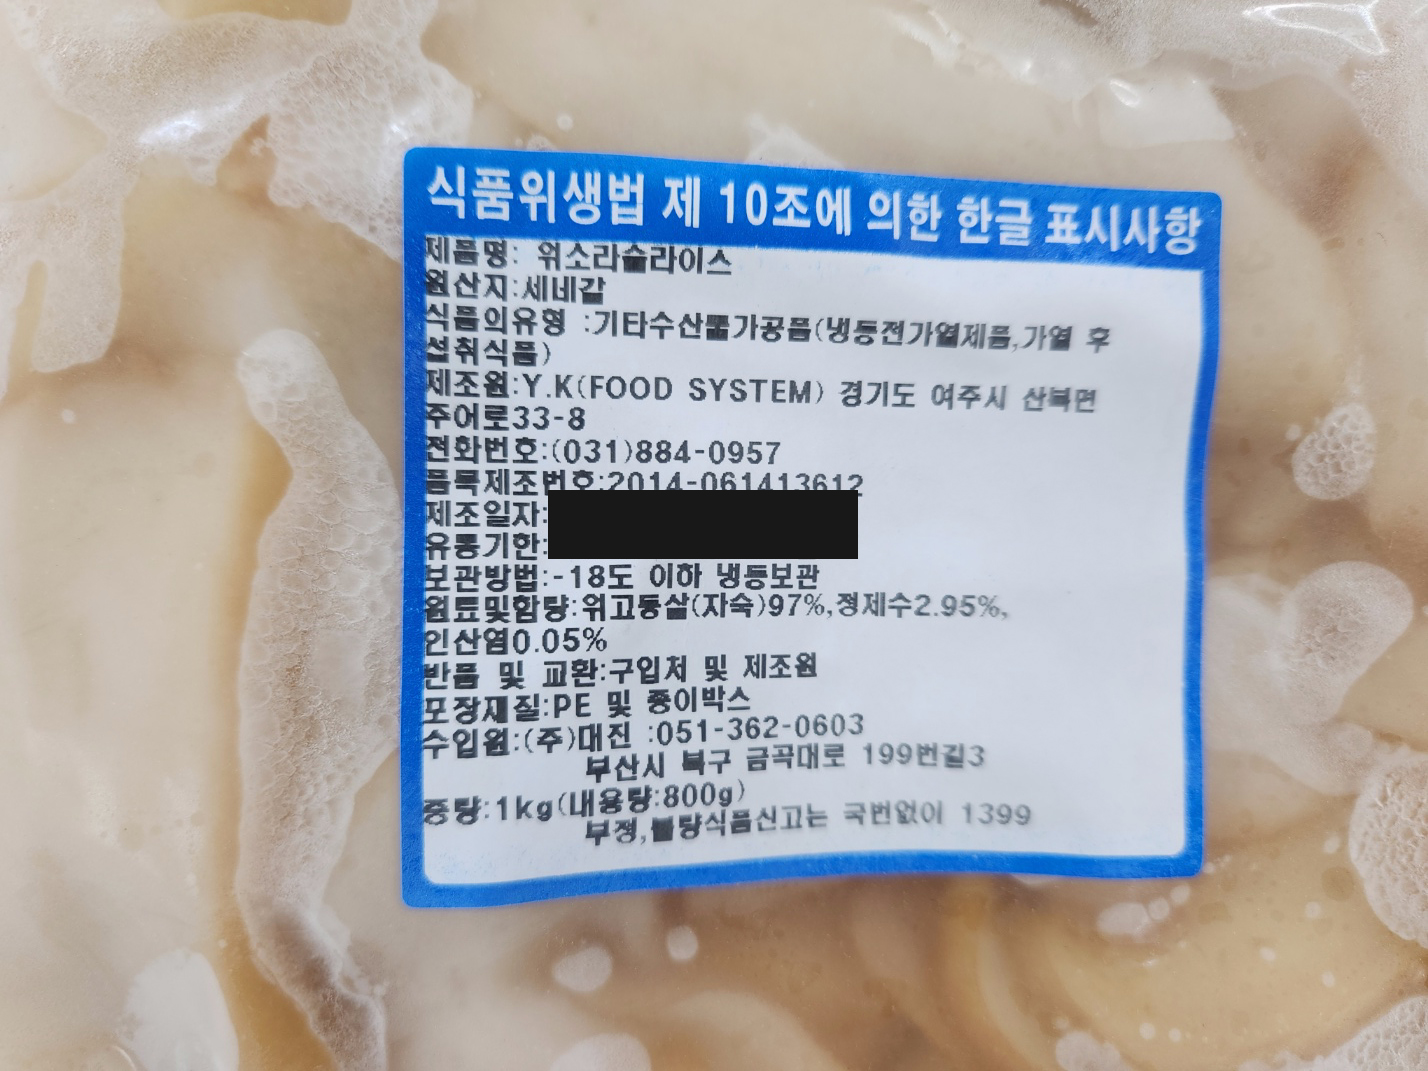 식품위생법 제 10조에 의한 한글 표시사항
제품명: 위소라슬라이스
원산지:세네갈
식품의유형 :기타수산물가공품(냉동전가열제품,가열 후
섭취식품)
제조원:Y.K(FOOD SYSTEM) 경기도 여주시 산북면
주어로33-8
전화번호:(031)884-0957
품목제조번호:2014-061413612
제조일자:
유통기한:
보관방법:-18도 이하 냉동보관
원료및함량:위고둥살(자숙)97%,정제수2.95%,
인산염0.05%
반품 및 교환:구입처 및 제조원
포장재질:PE 및 종이박스
수입원:(주)대진 :051-362-0603
부산시 북구 금곡대로 199번길3
중량:1kg(내용량:800g)
부정,불량식품신고는 국번없이 1399